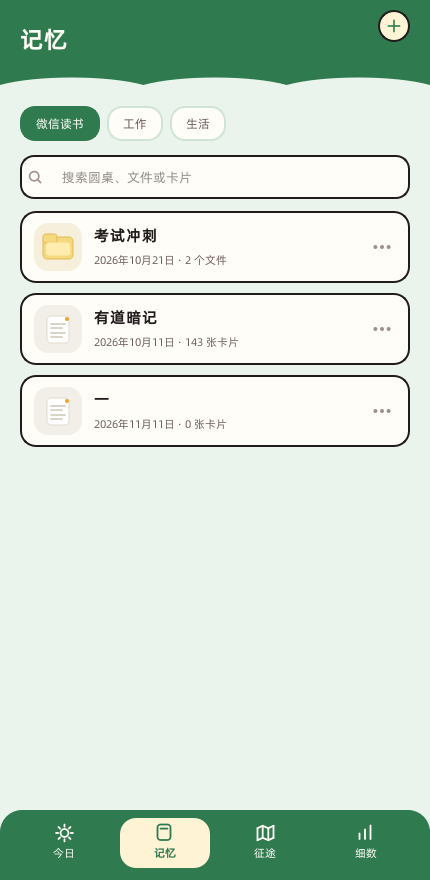 记忆
微信读书
工作
生活
搜索圆桌、文件或卡片
考试冲刺
2026年10月21日 · 2 个文件
有道暗记
2026年10月11日 · 143 张卡片
一
2026年11月11日 · 0 张卡片
今日
记忆
征途
细数